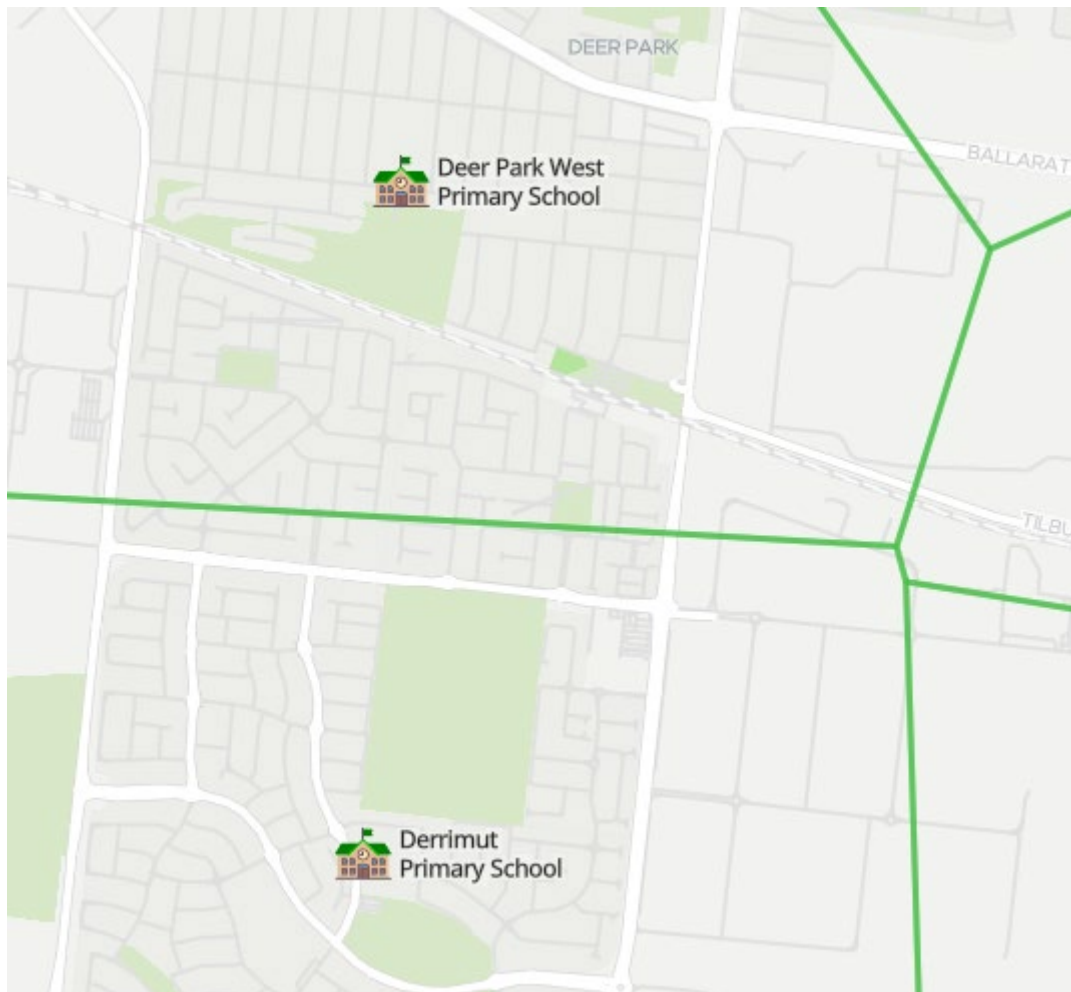 DEER PARK
Deer Park West
Primary School
BALLARAT
TILBU
Derrimut
Primary School